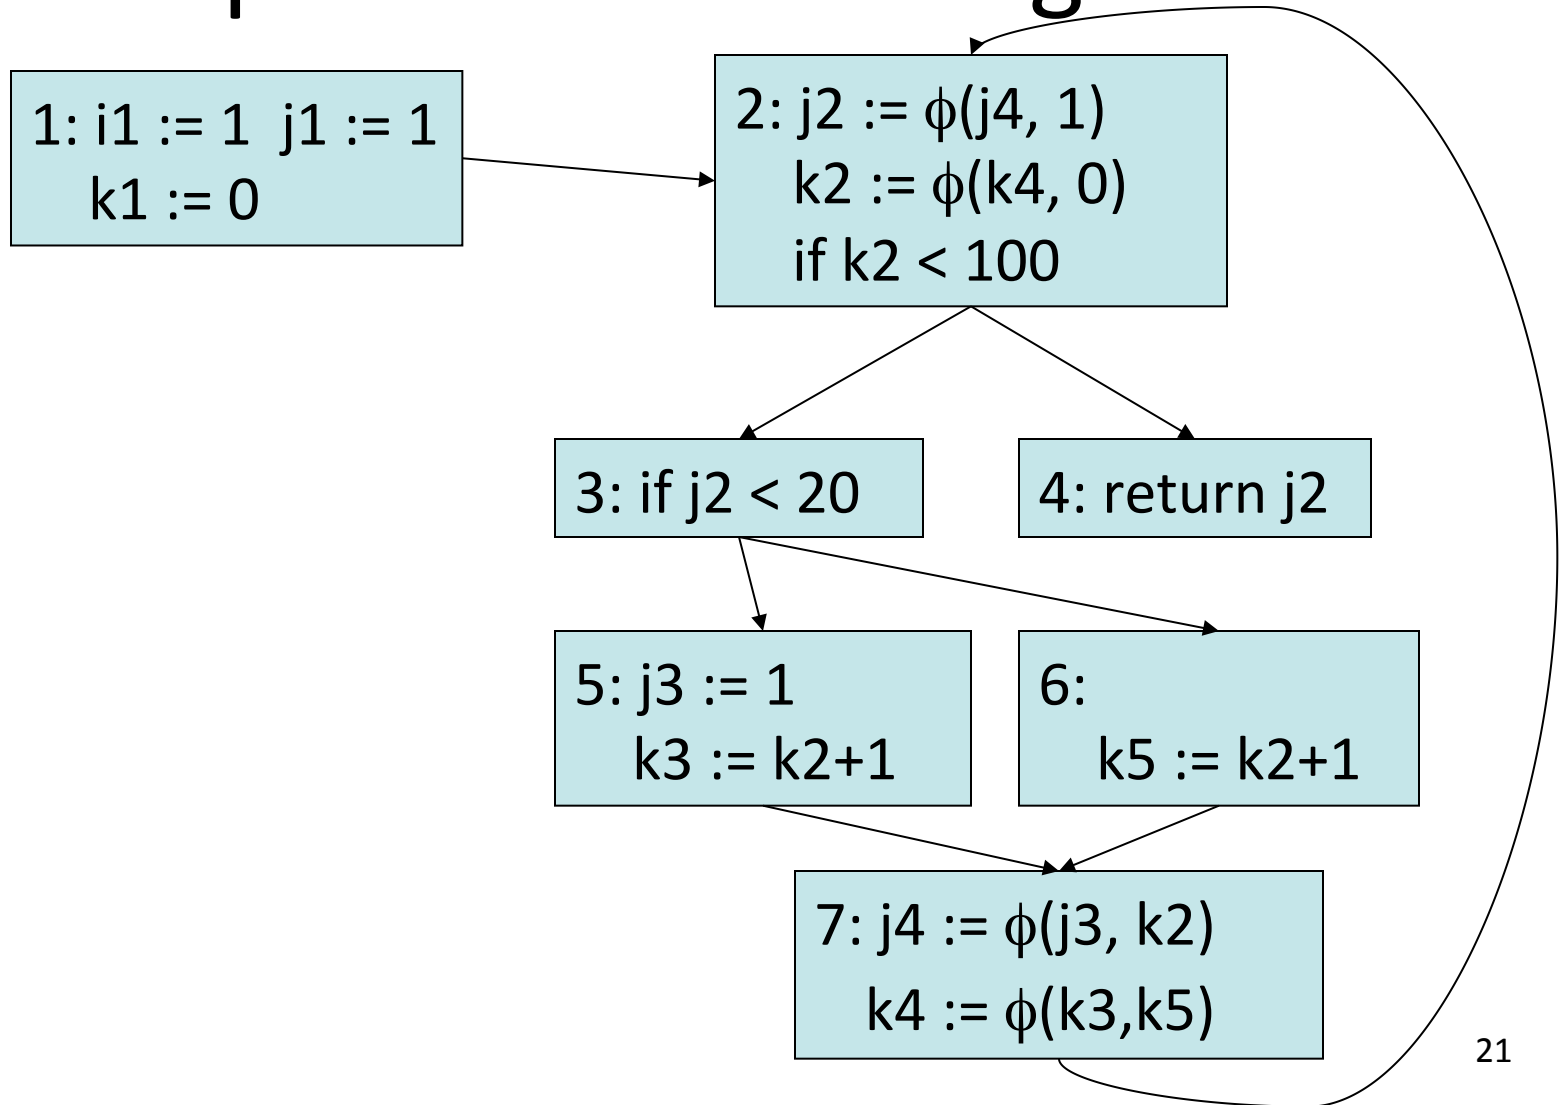 1: i1 := 1 j1 := 1
k1 := 0
2: j2 := ϕ(j4, 1)
k2 := ϕ(k4, 0)
if k2 < 100
3: if j2 < 20
4: return j2
5: j3 := 1
k3 := k2+1
6:
k5 := k2+1
7: j4 := ϕ(j3, k2)
k4 := ϕ(k3,k5)
21